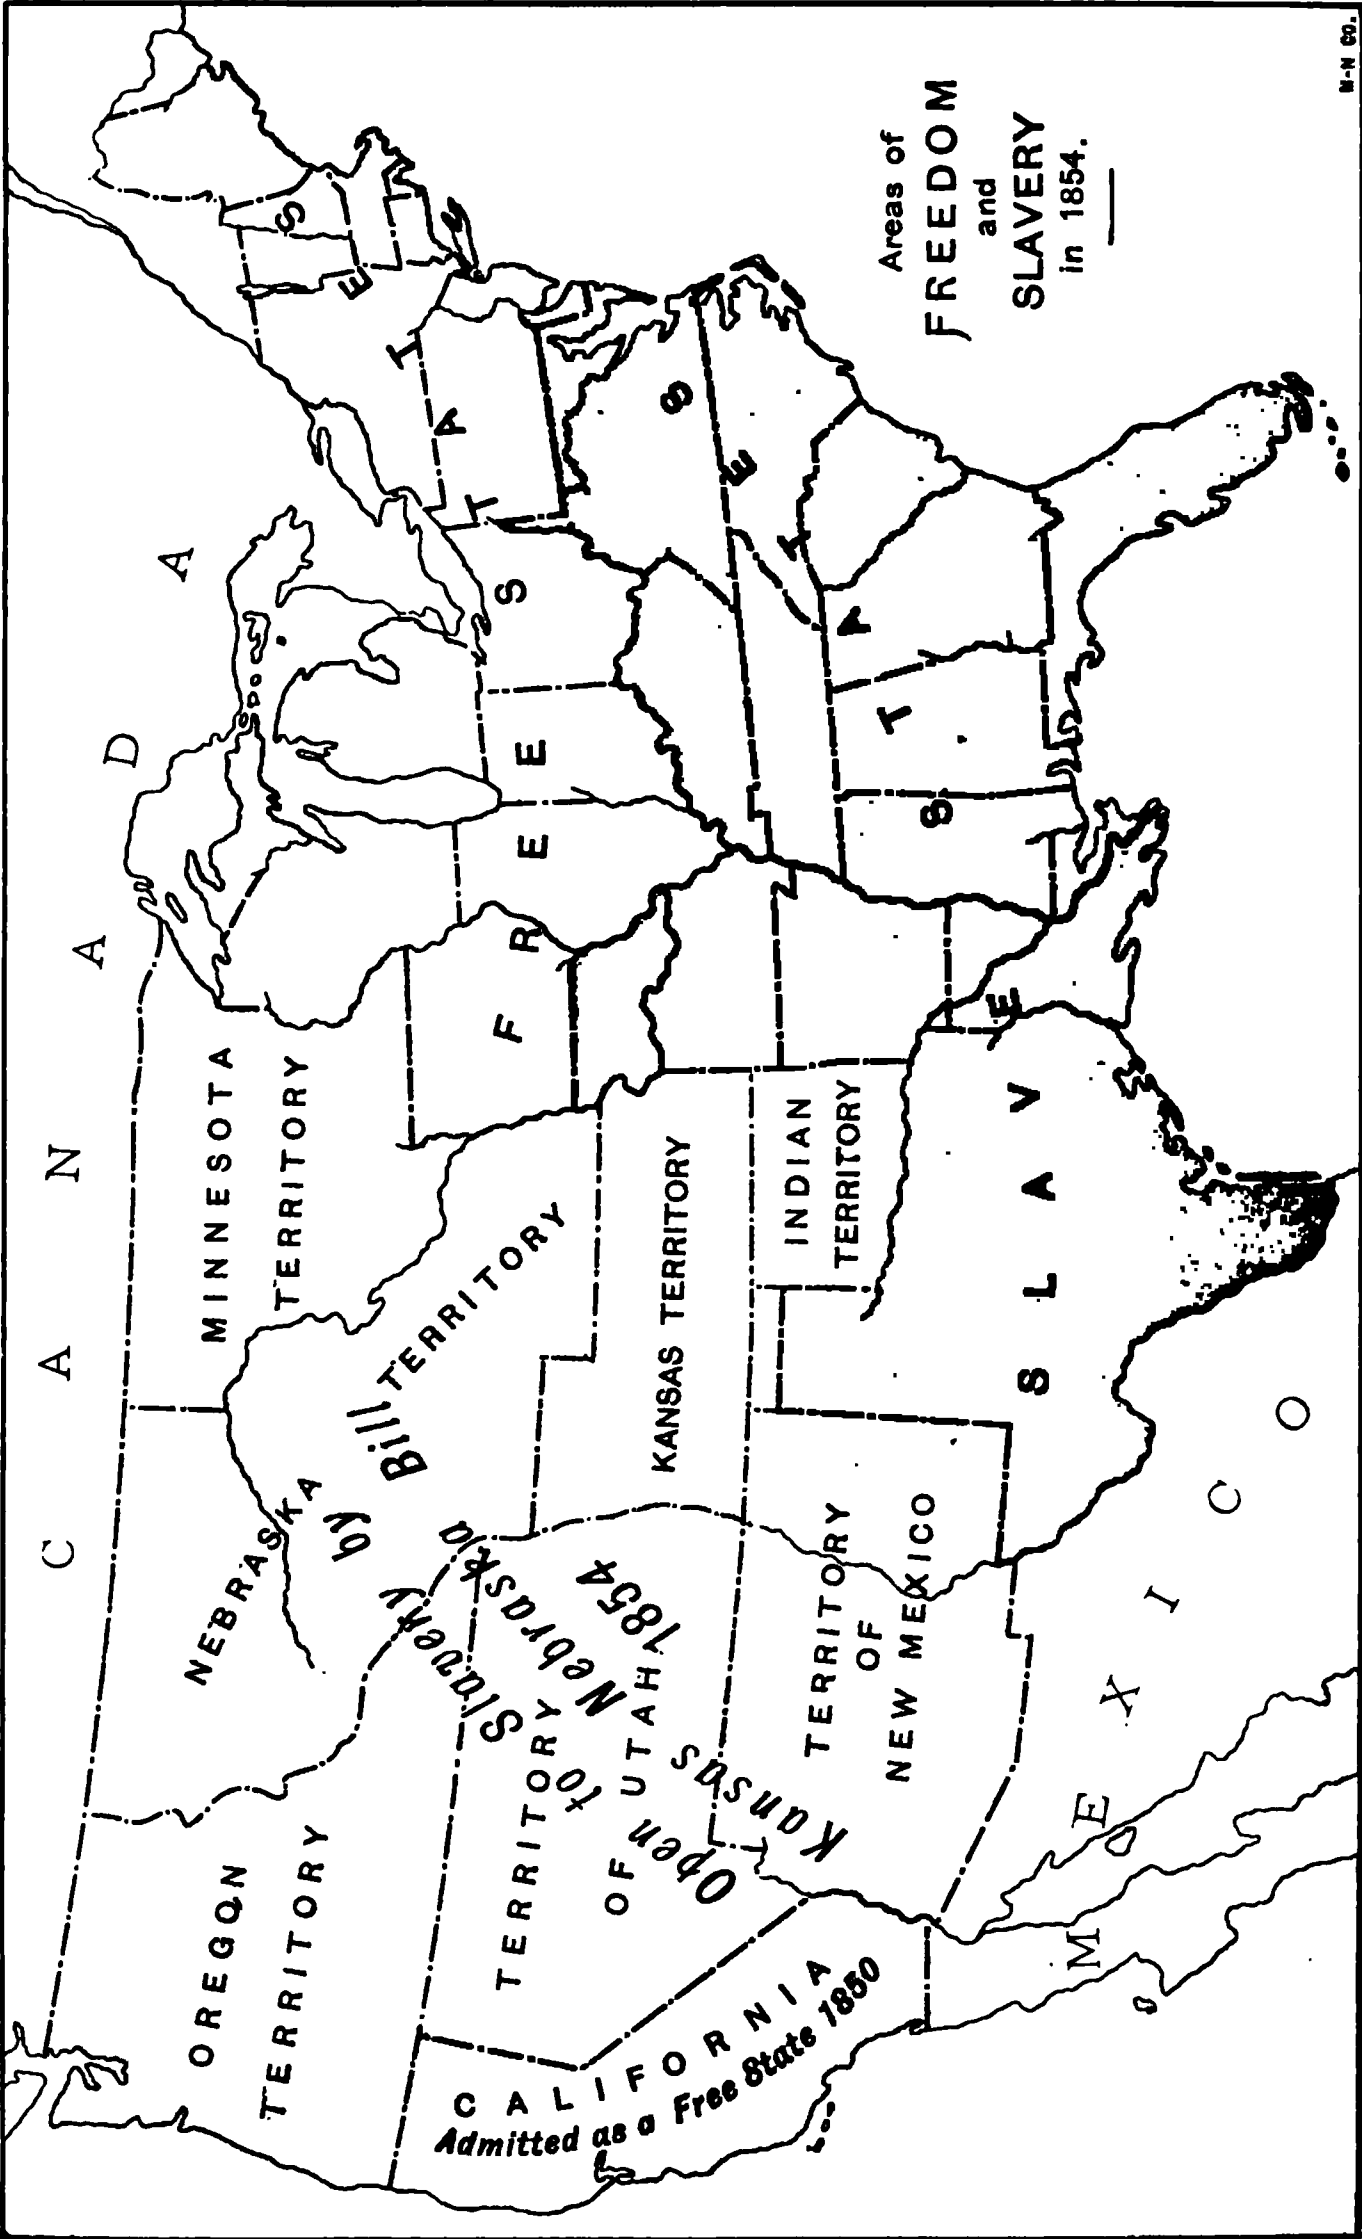 CANADA
OREGON
TERRITORY
NEBRASKA
TERRITORY
MINNESOTA
TERRITORY
FREE STATES
CALIFORNIA
Admitted as a Free State 1850
TERRITORY
OF UTAH
Open to Slavery by
Kansas Nebraska Bill
1854
KANSAS TERRITORY
INDIAN
TERRITORY
TERRITORY
OF
NEW MEXICO
SLAVE STATES
MEXICO
Areas of
FREEDOM
and
SLAVERY
in 1854.
M-N CO.